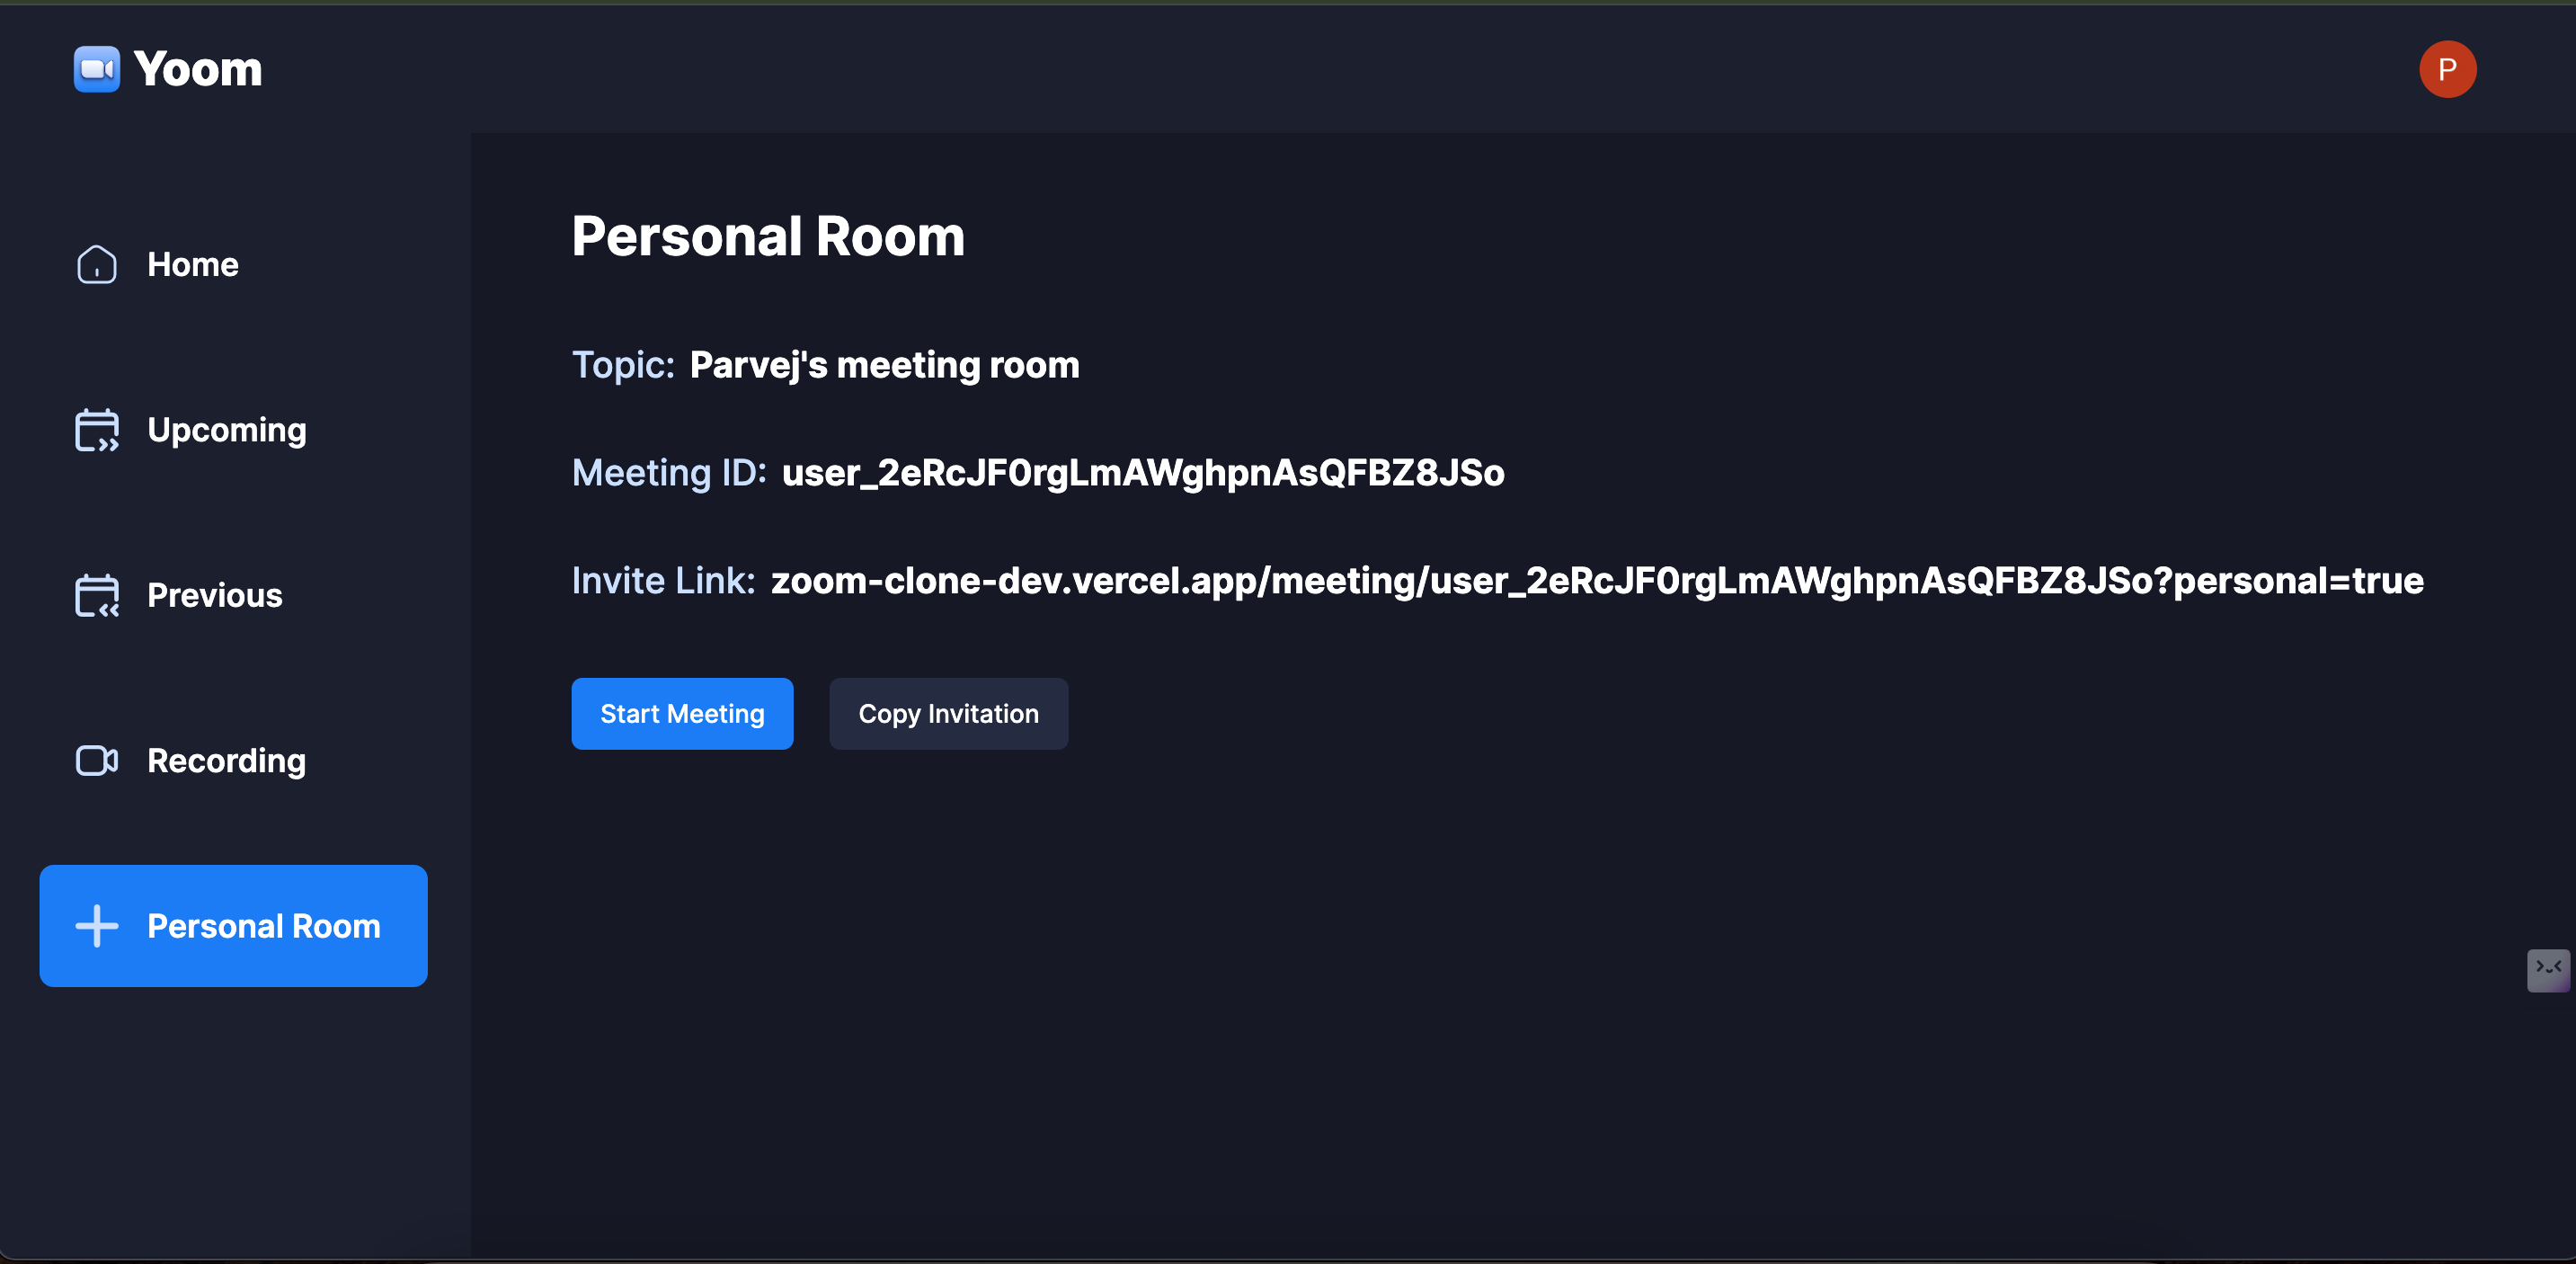 Yoom
P
Home
Upcoming
Previous
Recording
Personal Room
Personal Room
Topic: Parvej's meeting room
Meeting ID: user_2eRcJF0rgLmAWghpnAsQFBZ8JSo
Invite Link: zoom-clone-dev.vercel.app/meeting/user_2eRcJF0rgLmAWghpnAsQFBZ8JSo?personal=true
Start Meeting
Copy Invitation